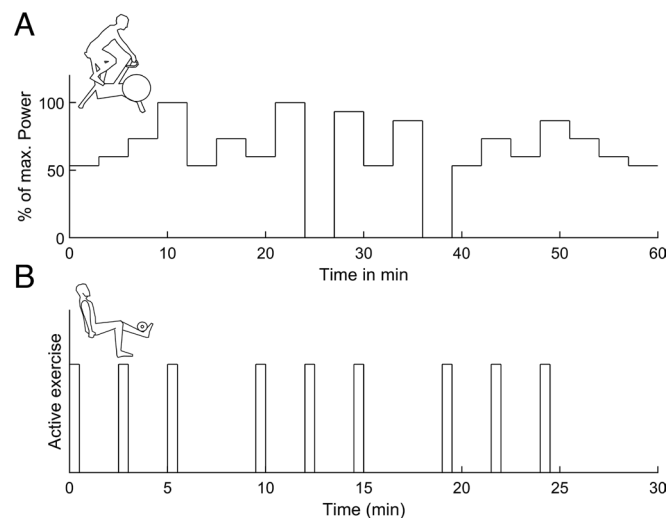 A
% of max. Power
100
50
0
0 10 20 30 40 50 60
Time in min
B
Active exercise
0 5 10 15 20 25 30
Time (min)